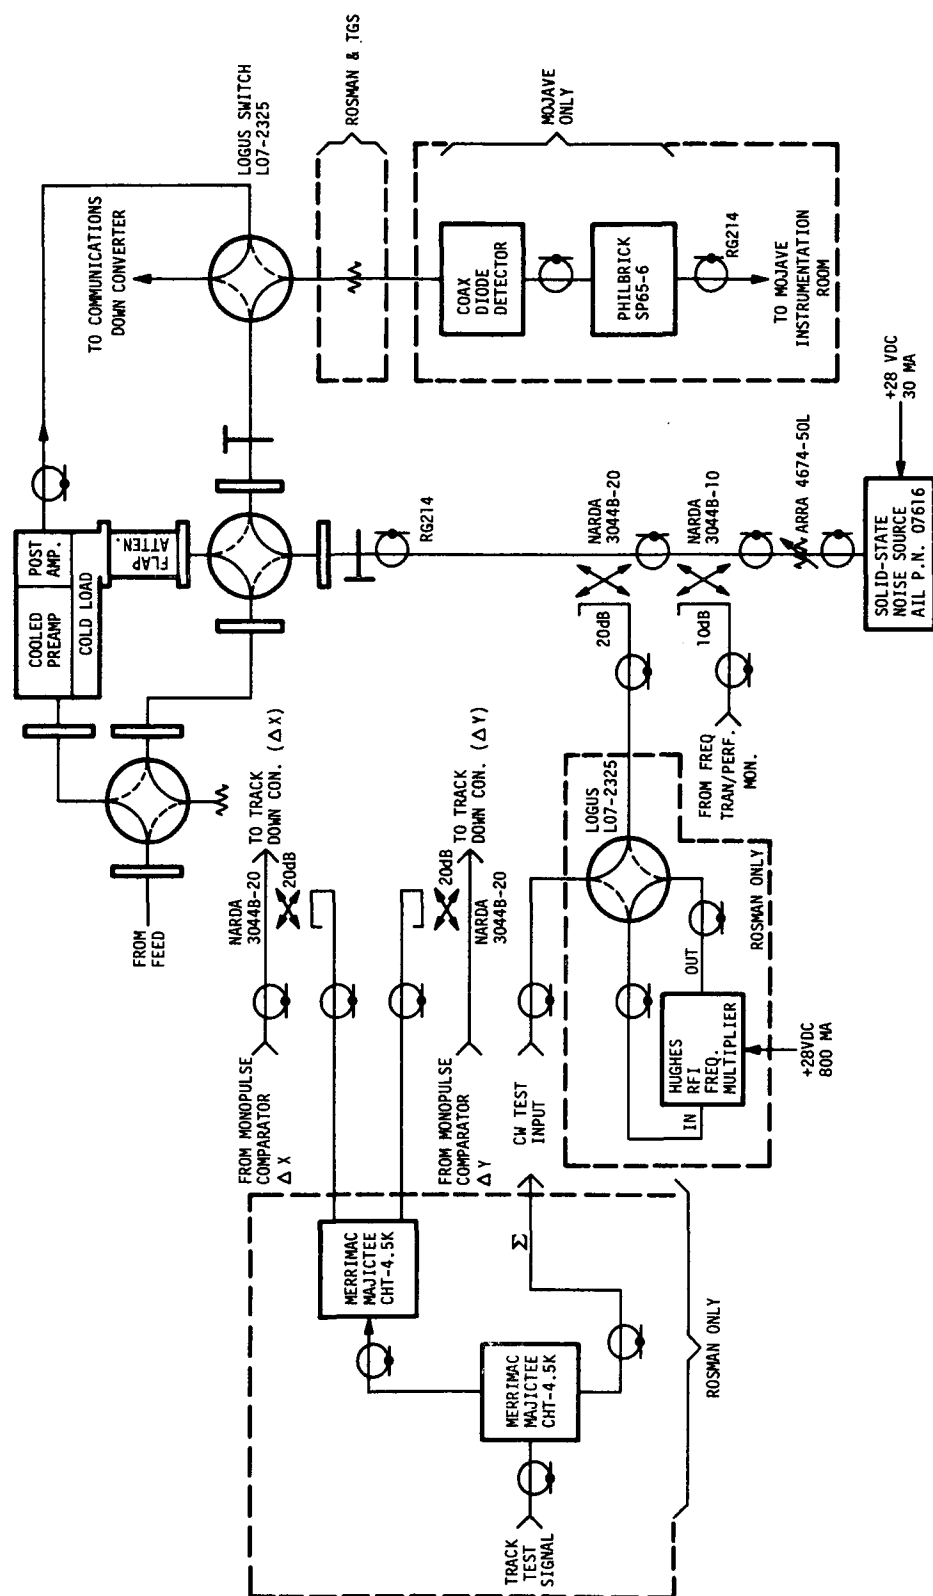 LOGUS SWITCH
L07-2325
TO COMMUNICATIONS
DOWN CONVERTER
ROSMAN & TGS
MOJAVE
ONLY
COAX
DIODE
DETECTOR
PHILBRICK
SP65-6
RG214
TO MOJAVE
INSTRUMENTATION
ROOM
COOLED
PREAMP
POST
AMP.
COLD LOAD
FLAP
ATTEN.
RG214
NARDA
3044B-20
20dB
NARDA
3044B-10
10dB
ARRA 4674-50L
+28 VDC
30 MA
SOLID-STATE
NOISE SOURCE
AIL P.N. 07616
FROM FREQ
TRAN/PERF.
MON.
FROM
FEED
TO TRACK
DOWN CON. (ΔX)
NARDA
3044B-20
20dB
TO TRACK
DOWN CON. (ΔY)
20dB
NARDA
3044B-20
LOGUS
L07-2325
ROSMAN ONLY
OUT
IN
HUGHES
RFI
FREQ.
MULTIPLIER
+28VDC
800 MA
FROM MONOPULSE
COMPARATOR
Δ X
FROM MONOPULSE
COMPARATOR
Δ Y
CW TEST
INPUT
Σ
MERRIMAC
MAJICTEE
CHT-4.5K
MERRIMAC
MAJICTEE
CHT-4.5K
TRACK
TEST
SIGNAL
ROSMAN ONLY